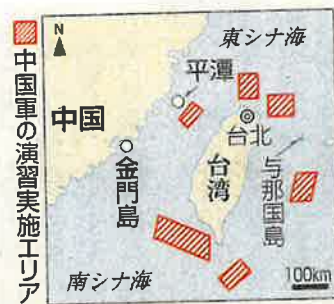 中国軍の演習実施エリア
N
東シナ海
平潭
中国
台北
金門島
台湾
与那国島
南シナ海
100km